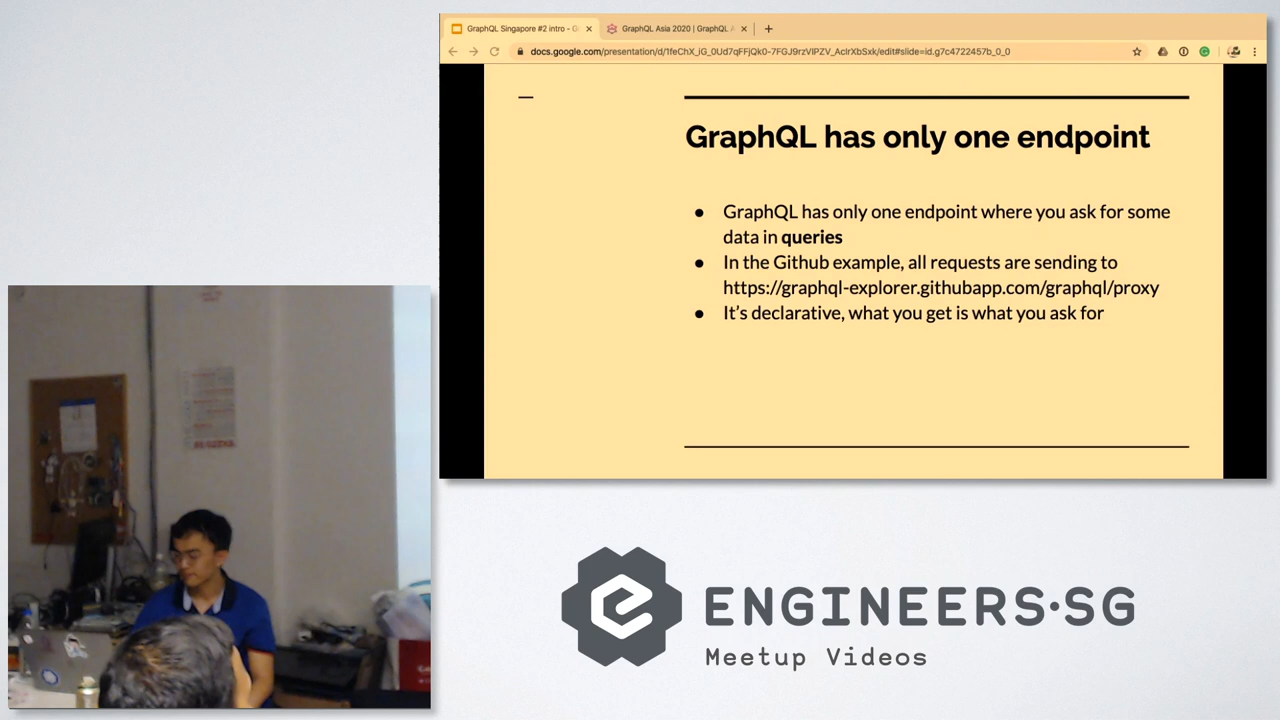 GraphQL Singapore #2 intro - G
GraphQL Asia 2020 | GraphQL A
docs.google.com/presentation/d/1feChX_iG_0Ud7qFFjQk0-7FGJ9rzVIPZV_AcIrXbSxk/edit#slide=id.g7c4722457b_0_0
GraphQL has only one endpoint
● GraphQL has only one endpoint where you ask for some
data in queries
● In the Github example, all requests are sending to
https://graphql-explorer.githubapp.com/graphql/proxy
● It’s declarative, what you get is what you ask for
ENGINEERS·SG
Meetup Videos